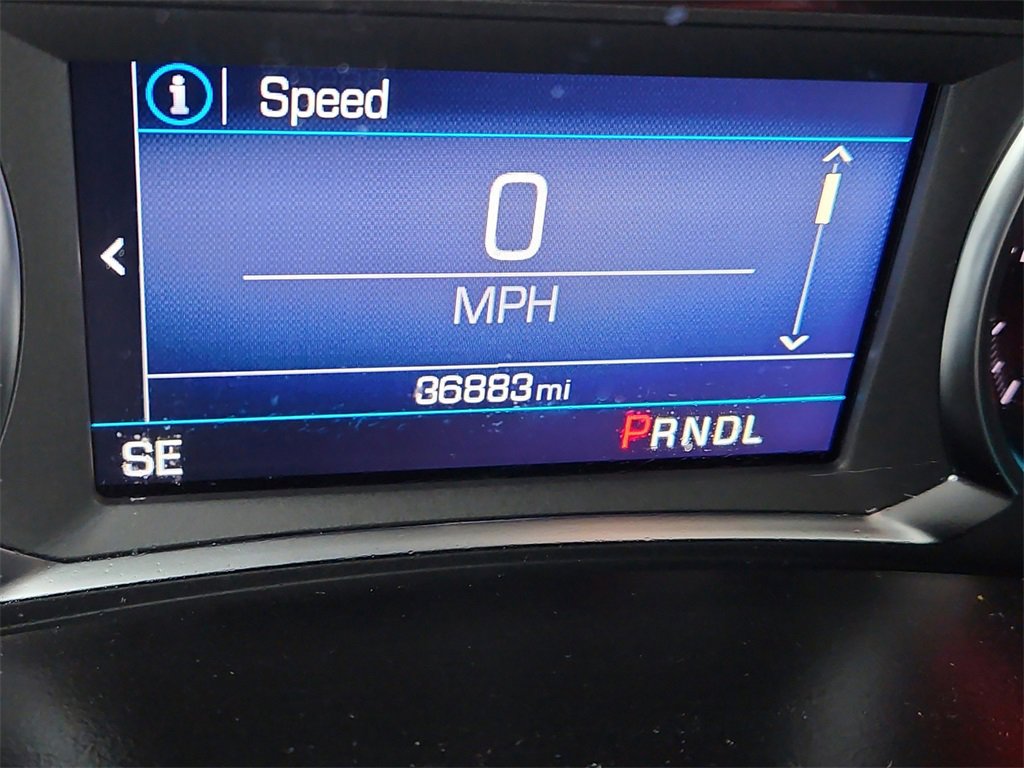 i Speed
0
MPH
36883 mi
SE PRNDL